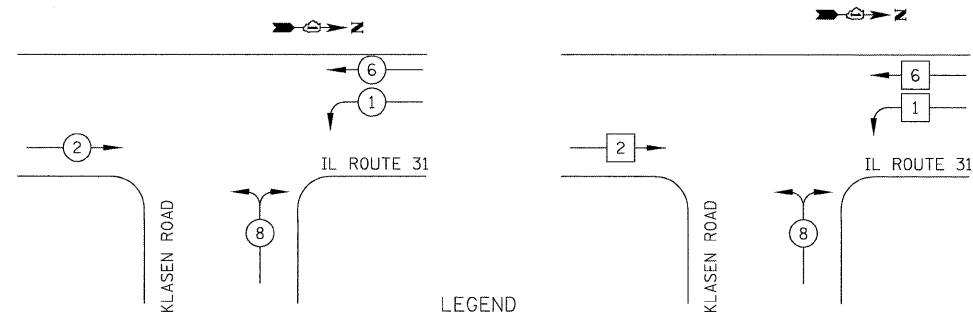 N
6
1
2
IL ROUTE 31
8
KLASEN ROAD
N
6
1
2
IL ROUTE 31
8
KLASEN ROAD
LEGEND